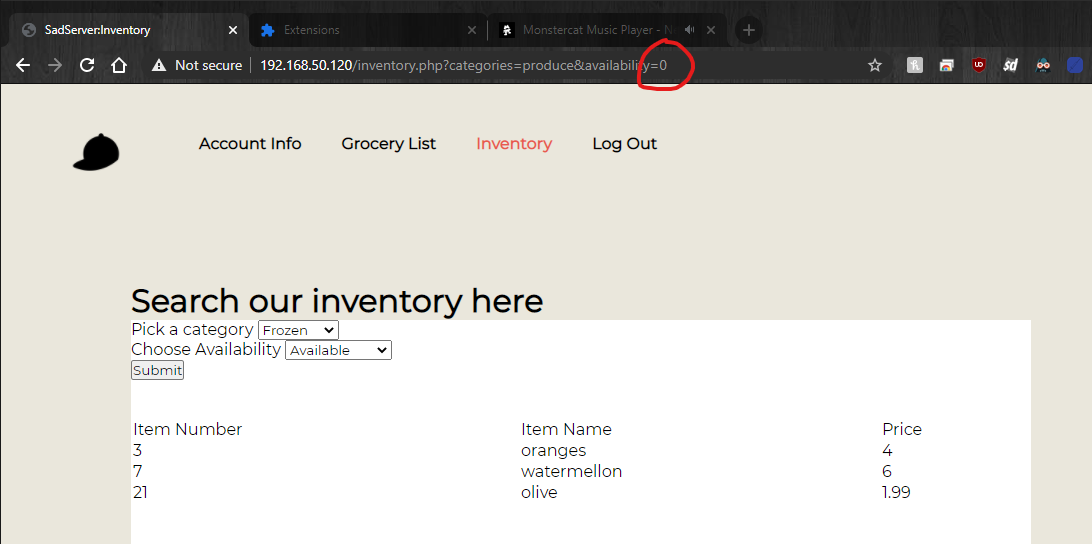 SadServer:Inventory Extensions Monstercat Music Player - N
Not secure 192.168.50.120/inventory.php?categories=produce&availability=0
Account Info Grocery List Inventory Log Out
Search our inventory here
Pick a category Frozen
Choose Availability Available
Submit
Item Number Item Name Price
3 oranges 4
7 watermellon 6
21 olive 1.99